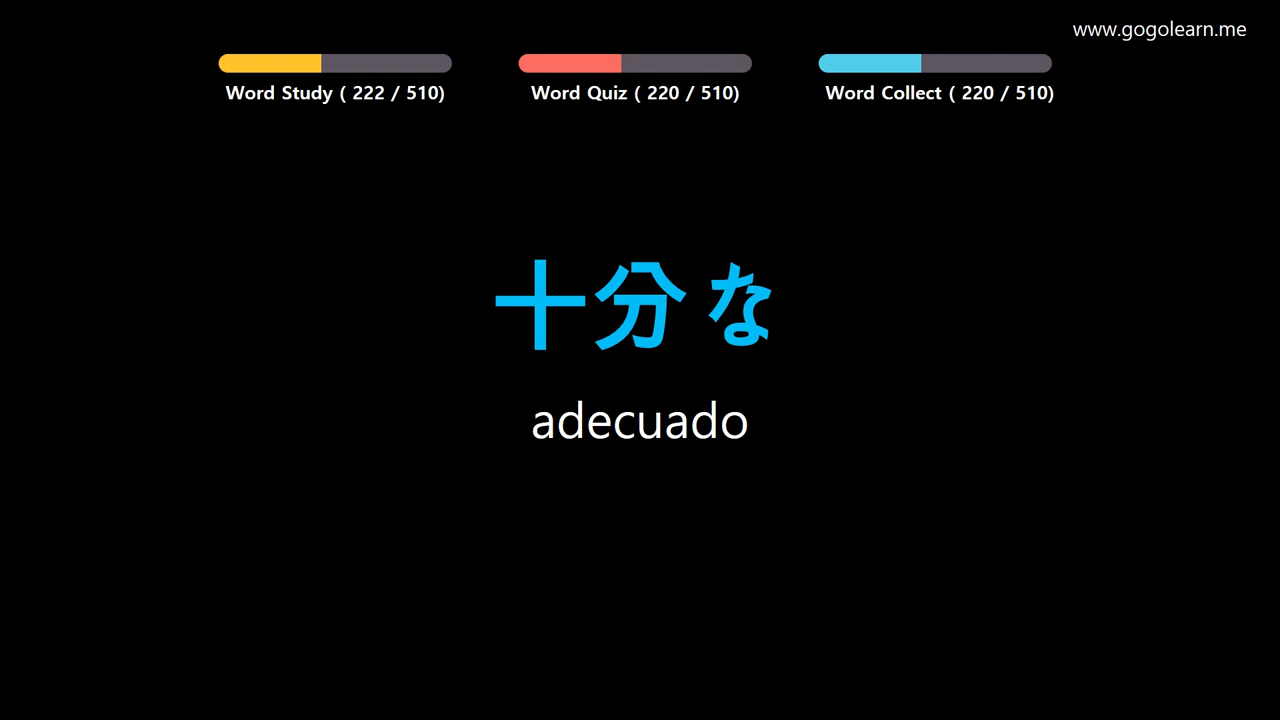 www.gogolearn.me
Word Study ( 222 / 510)
Word Quiz ( 220 / 510)
Word Collect ( 220 / 510)
十分な
adecuado